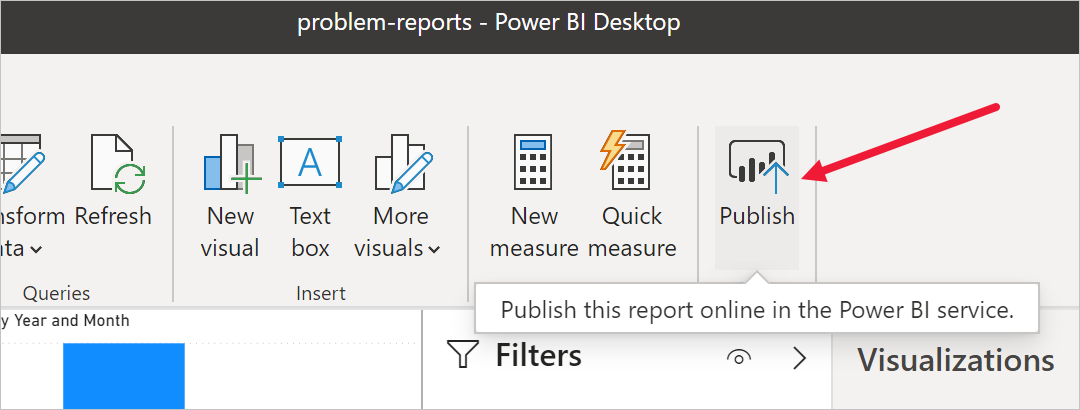 problem-reports - Power BI Desktop
nsform
ta
Refresh
New
visual
Text
box
A
More
visuals
New
measure
Quick
measure
Publish
Queries
Insert
Publish this report online in the Power BI service.
y Year and Month
Filters
Visualizations